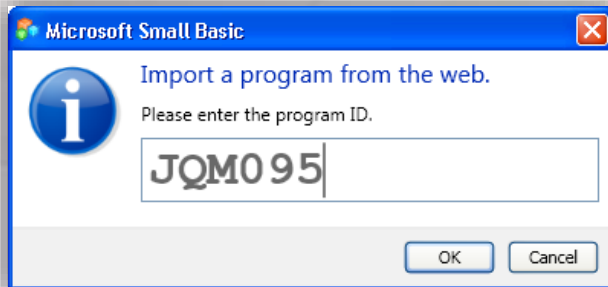 Microsoft Small Basic
Import a program from the web.
Please enter the program ID.
JQM095
OK Cancel